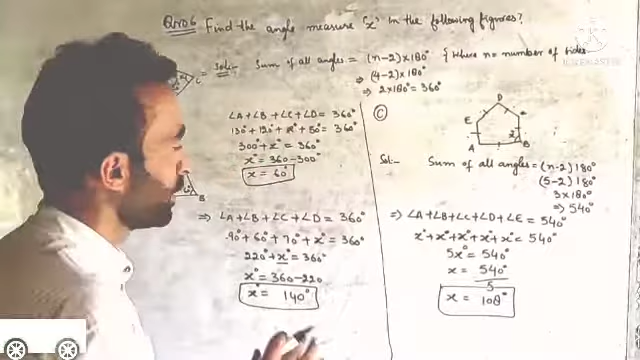 Qno6 Find the angle measure 'x' in the following figures?
C = Sol:- Sum of all angles = (n-2)×180° { where n = number of sides
⇒ (4-2)×180°
⇒ 2×180° = 360°
∠A+∠B+∠C+∠D = 360°
130°+120°+x°+50° = 360°
300+x° = 360°
x° = 360-300°
x = 60°
B
⇒ ∠A+∠B+∠C+∠D = 360°
90°+60°+70°+x° = 360°
220°+x° = 360°
x° = 360-220
x° = 140°
C
D
E
x°
A
B
Sol:- Sum of all angles = (n-2)180°
(5-2)180°
3×180°
⇒ 540°
⇒ ∠A+∠B+∠C+∠D+∠E = 540°
x°+x°+x°+x°+x° = 540°
5x° = 540°
x = 540°
5
x = 108°